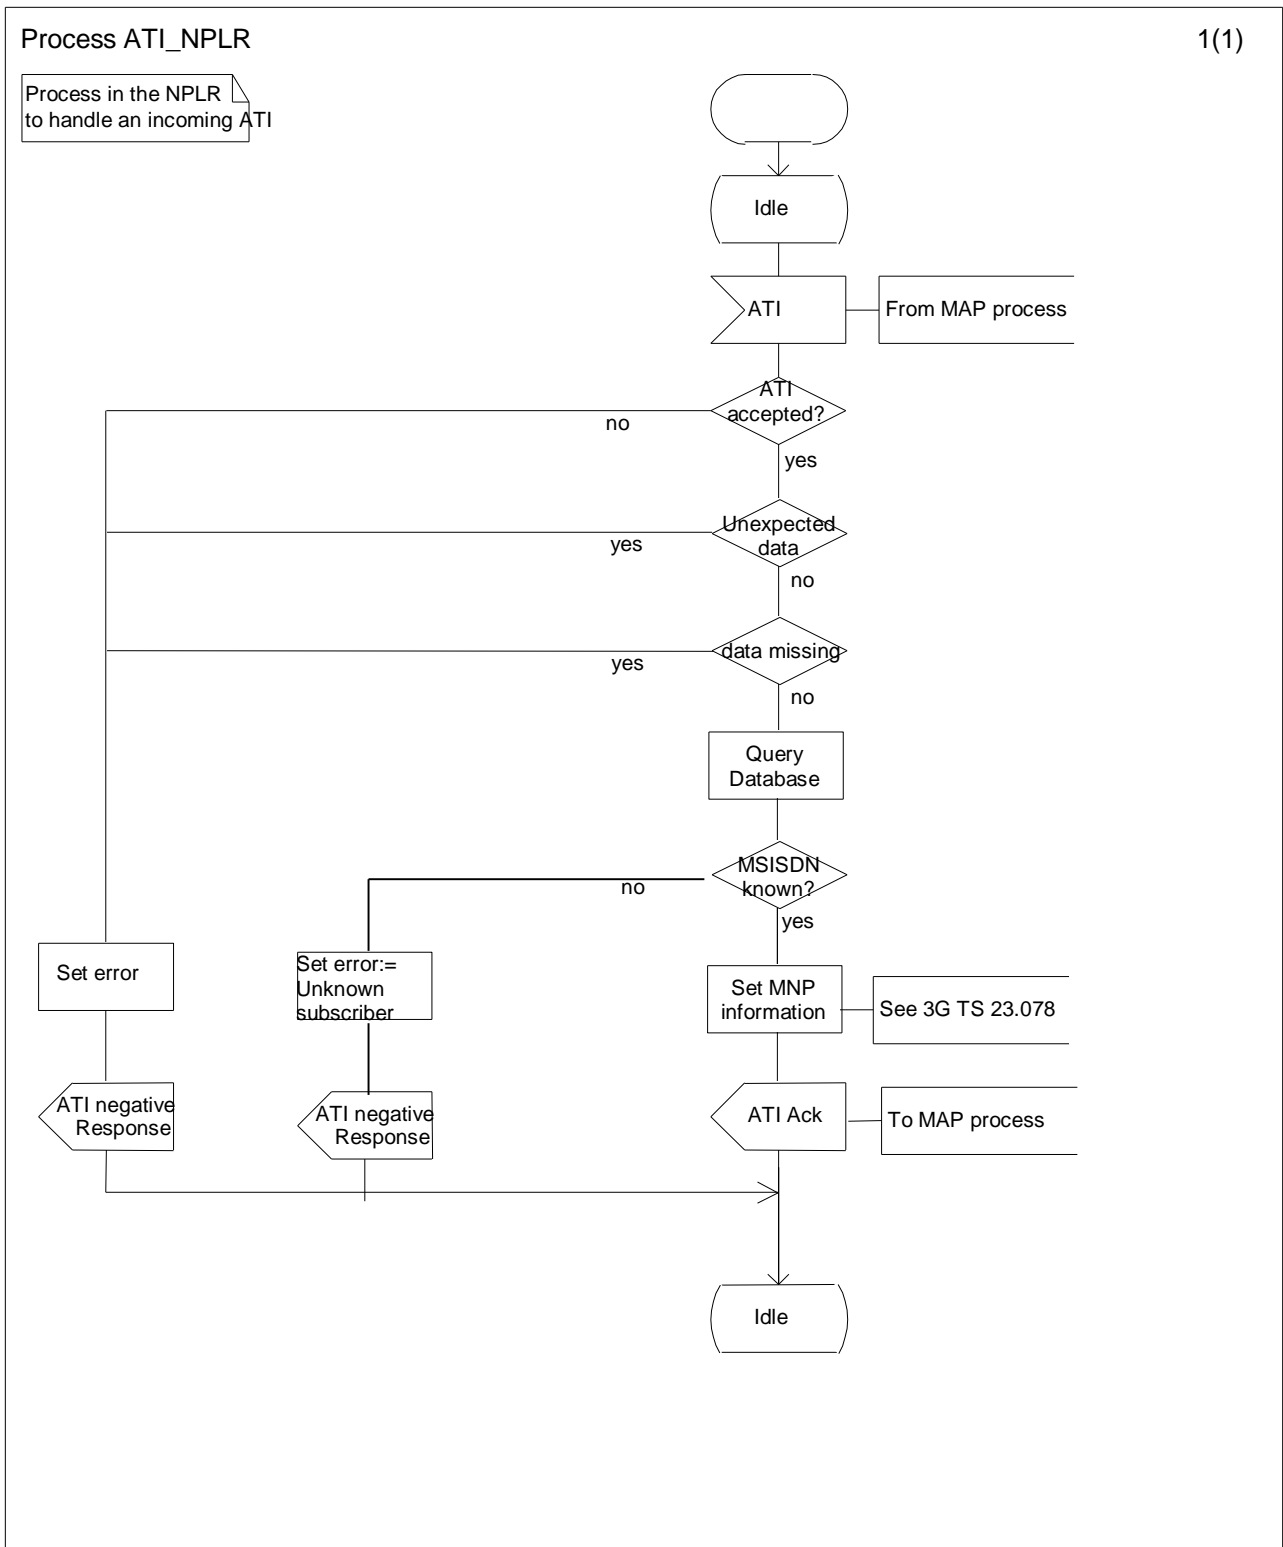 Process ATI_NPLR
1(1)
Process in the NPLR
to handle an incoming ATI
Idle
ATI
From MAP process
ATI
accepted?
no
yes
Unexpected
data
yes
no
data missing
yes
no
Query
Database
MSISDN
known?
no
yes
Set error
Set error:=
Unknown
subscriber
Set MNP
information
See 3G TS 23.078
ATI negative
Response
ATI negative
Response
ATI Ack
To MAP process
Idle